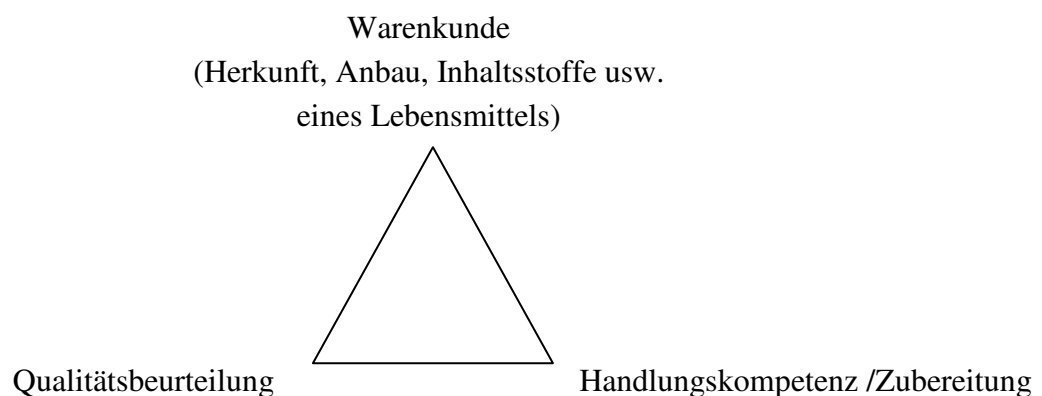 Warenkunde
(Herkunft, Anbau, Inhaltsstoffe usw.
eines Lebensmittels)
Qualitätsbeurteilung
Handlungskompetenz /Zubereitung